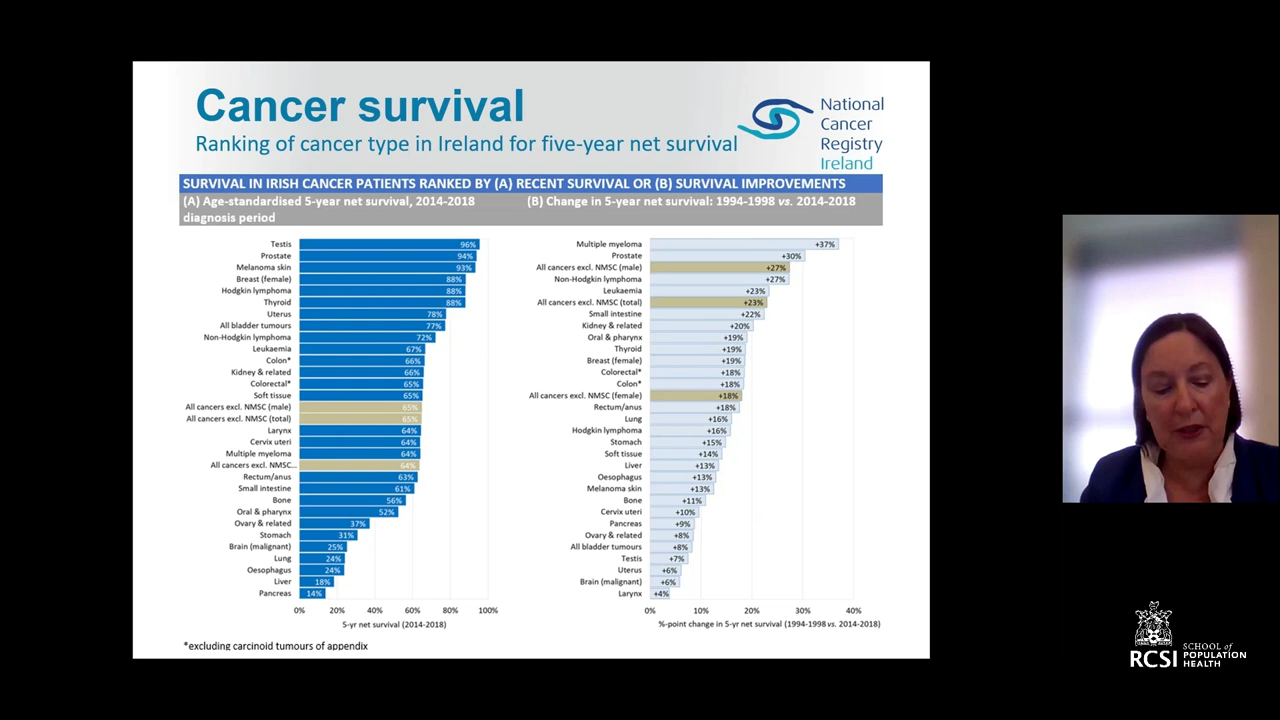 Cancer survival
Ranking of cancer type in Ireland for five-year net survival
National
Cancer
Registry
Ireland
SURVIVAL IN IRISH CANCER PATIENTS RANKED BY (A) RECENT SURVIVAL OR (B) SURVIVAL IMPROVEMENTS
(A) Age-standardised 5-year net survival, 2014-2018
diagnosis period
(B) Change in 5-year net survival: 1994-1998 vs. 2014-2018
Testis 96%
Prostate 94%
Melanoma skin 93%
Breast (female) 88%
Hodgkin lymphoma 88%
Thyroid 88%
Uterus 78%
All bladder tumours 77%
Non-Hodgkin lymphoma 72%
Leukaemia 67%
Colon* 66%
Kidney & related 66%
Colorectal* 65%
Soft tissue 65%
All cancers excl. NMSC (male) 65%
All cancers excl. NMSC (total) 65%
Larynx 64%
Cervix uteri 64%
Multiple myeloma 64%
All cancers excl. NMSC... 64%
Rectum/anus 63%
Small intestine 61%
Bone 56%
Oral & pharynx 52%
Ovary & related 37%
Stomach 31%
Brain (malignant) 25%
Lung 24%
Oesophagus 24%
Liver 18%
Pancreas 14%
0% 20% 40% 60% 80% 100%
5-yr net survival (2014-2018)
Multiple myeloma +37%
Prostate +30%
All cancers excl. NMSC (male) +27%
Non-Hodgkin lymphoma +27%
Leukaemia +23%
All cancers excl. NMSC (total) +23%
Small intestine +22%
Kidney & related +20%
Oral & pharynx +19%
Thyroid +19%
Breast (female) +19%
Colorectal* +18%
Colon* +18%
All cancers excl. NMSC (female) +18%
Rectum/anus +18%
Lung +16%
Hodgkin lymphoma +16%
Stomach +15%
Soft tissue +14%
Liver +13%
Oesophagus +13%
Melanoma skin +13%
Bone +11%
Cervix uteri +10%
Pancreas +9%
Ovary & related +8%
All bladder tumours +8%
Testis +7%
Uterus +6%
Brain (malignant) +6%
Larynx +4%
0% 10% 20% 30% 40%
%-point change in 5-yr net survival (1994-1998 vs. 2014-2018)
*excluding carcinoid tumours of appendix
RCSI
SCHOOL of
POPULATION
HEALTH